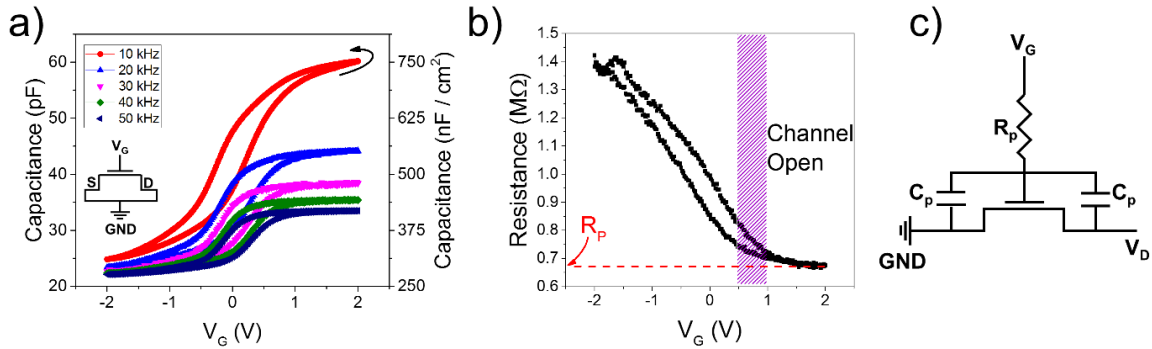 a)
10 kHz
20 kHz
30 kHz
40 kHz
50 kHz
V_G
S
D
GND
60
50
40
30
20
Capacitance (pF)
750
625
500
375
250
Capacitance (nF / cm²)
-2
-1
0
1
2
V_G (V)
b)
1.5
1.4
1.3
1.2
1.1
1.0
0.9
0.8
0.7
0.6
Resistance (MΩ)
Channel
Open
R_P
-2
-1
0
1
2
V_G (V)
c)
V_G
R_p
C_p
C_p
GND
V_D